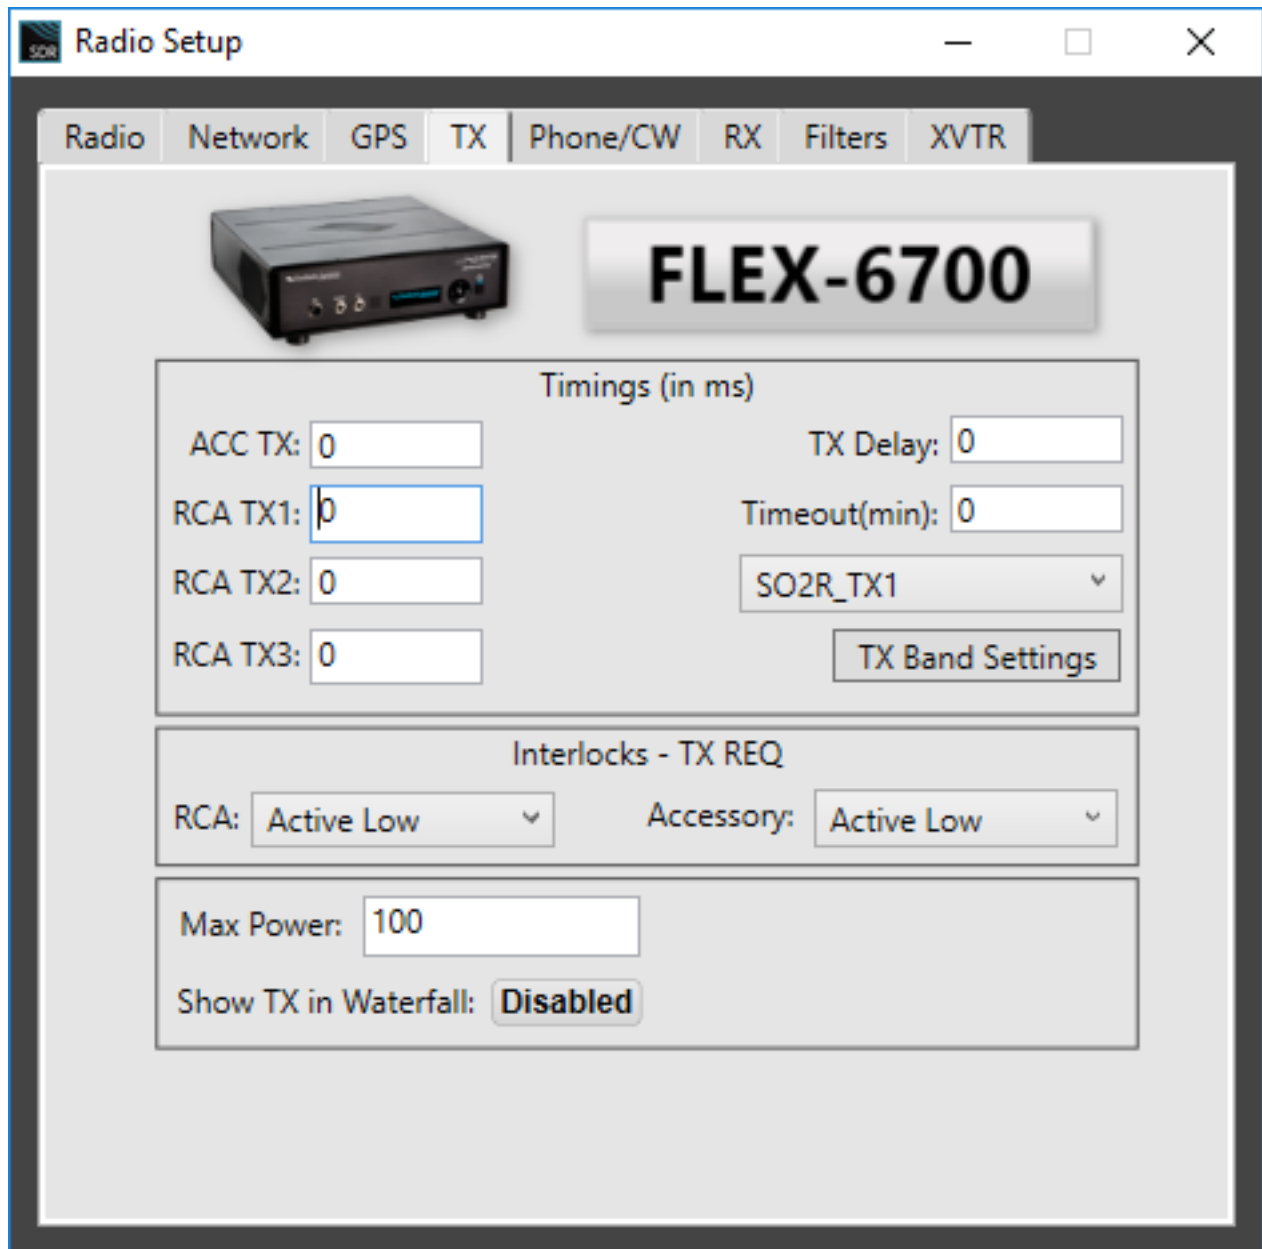 SDR Radio Setup
Radio Network GPS TX Phone/CW RX Filters XVTR
FLEX-6700
Timings (in ms)
ACC TX: 0 TX Delay: 0
RCA TX1: 0 Timeout(min): 0
RCA TX2: 0 SO2R_TX1
RCA TX3: 0 TX Band Settings
Interlocks - TX REQ
RCA: Active Low Accessory: Active Low
Max Power: 100
Show TX in Waterfall: Disabled